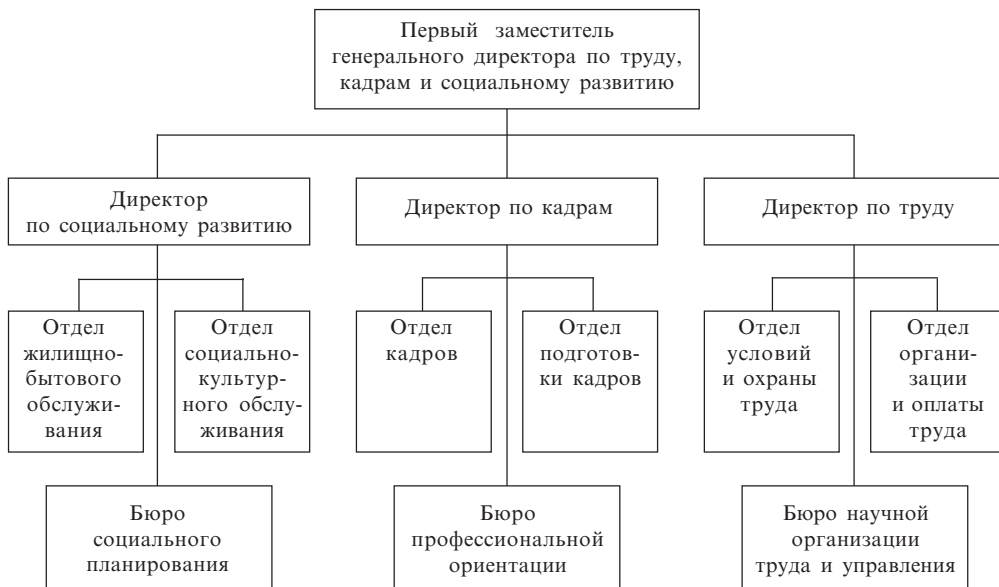 Первый заместитель
генерального директора по труду,
кадрам и социальному развитию
Директор
по социальному развитию
Директор по кадрам
Директор по труду
Отдел
жилищно-
бытового
обслужи-
вания
Отдел
социально-
культур-
ного обслу-
живания
Отдел
кадров
Отдел
подготов-
ки кадров
Отдел
условий
и охраны
труда
Отдел
органи-
зации
и оплаты
труда
Бюро
социального
планирования
Бюро
профессиональной
ориентации
Бюро научной
организации
труда и управления